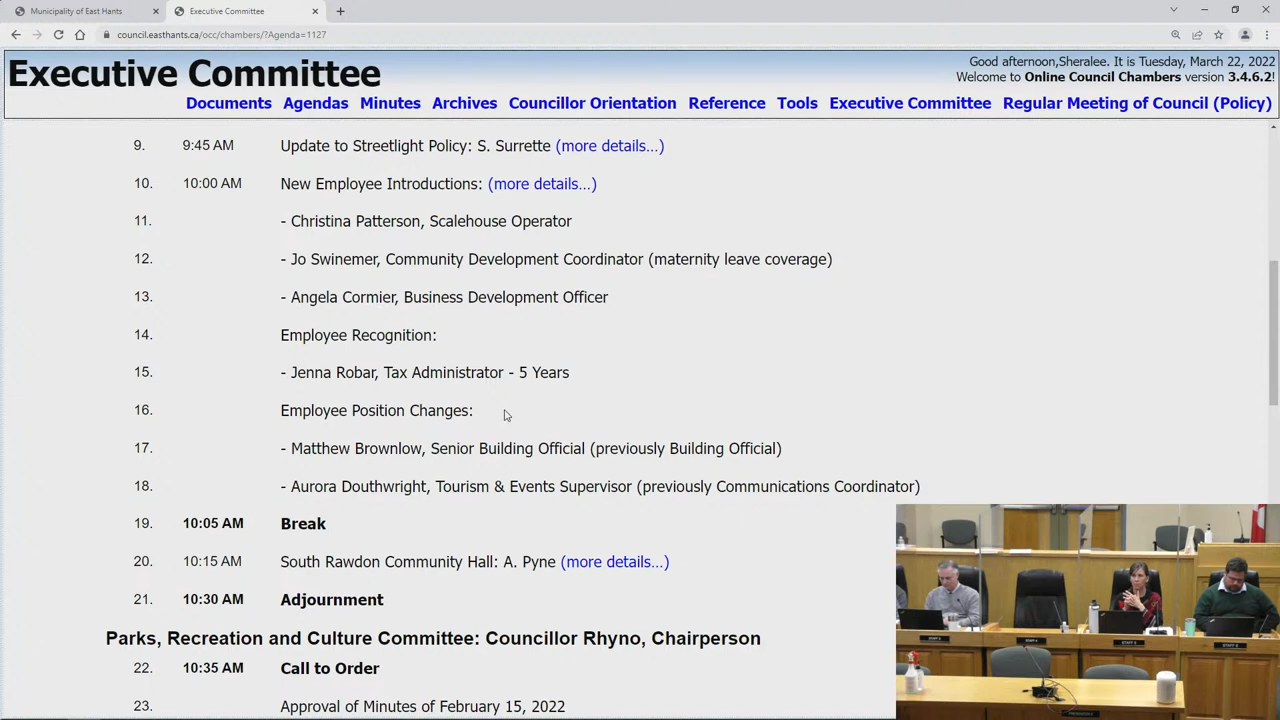 Municipality of East Hants
Executive Committee
council.easthants.ca/occ/chambers/?Agenda=1127
Executive Committee
Good afternoon,Sheralee. It is Tuesday, March 22, 2022
Welcome to Online Council Chambers version 3.4.6.2!
Documents Agendas Minutes Archives Councillor Orientation Reference Tools Executive Committee Regular Meeting of Council (Policy)
9. 9:45 AM Update to Streetlight Policy: S. Surrette (more details...)
10. 10:00 AM New Employee Introductions: (more details...)
11. - Christina Patterson, Scalehouse Operator
12. - Jo Swinemer, Community Development Coordinator (maternity leave coverage)
13. - Angela Cormier, Business Development Officer
14. Employee Recognition:
15. - Jenna Robar, Tax Administrator - 5 Years
16. Employee Position Changes:
17. - Matthew Brownlow, Senior Building Official (previously Building Official)
18. - Aurora Douthwright, Tourism & Events Supervisor (previously Communications Coordinator)
19. 10:05 AM Break
20. 10:15 AM South Rawdon Community Hall: A. Pyne (more details...)
21. 10:30 AM Adjournment
Parks, Recreation and Culture Committee: Councillor Rhyno, Chairperson
22. 10:35 AM Call to Order
23. Approval of Minutes of February 15, 2022